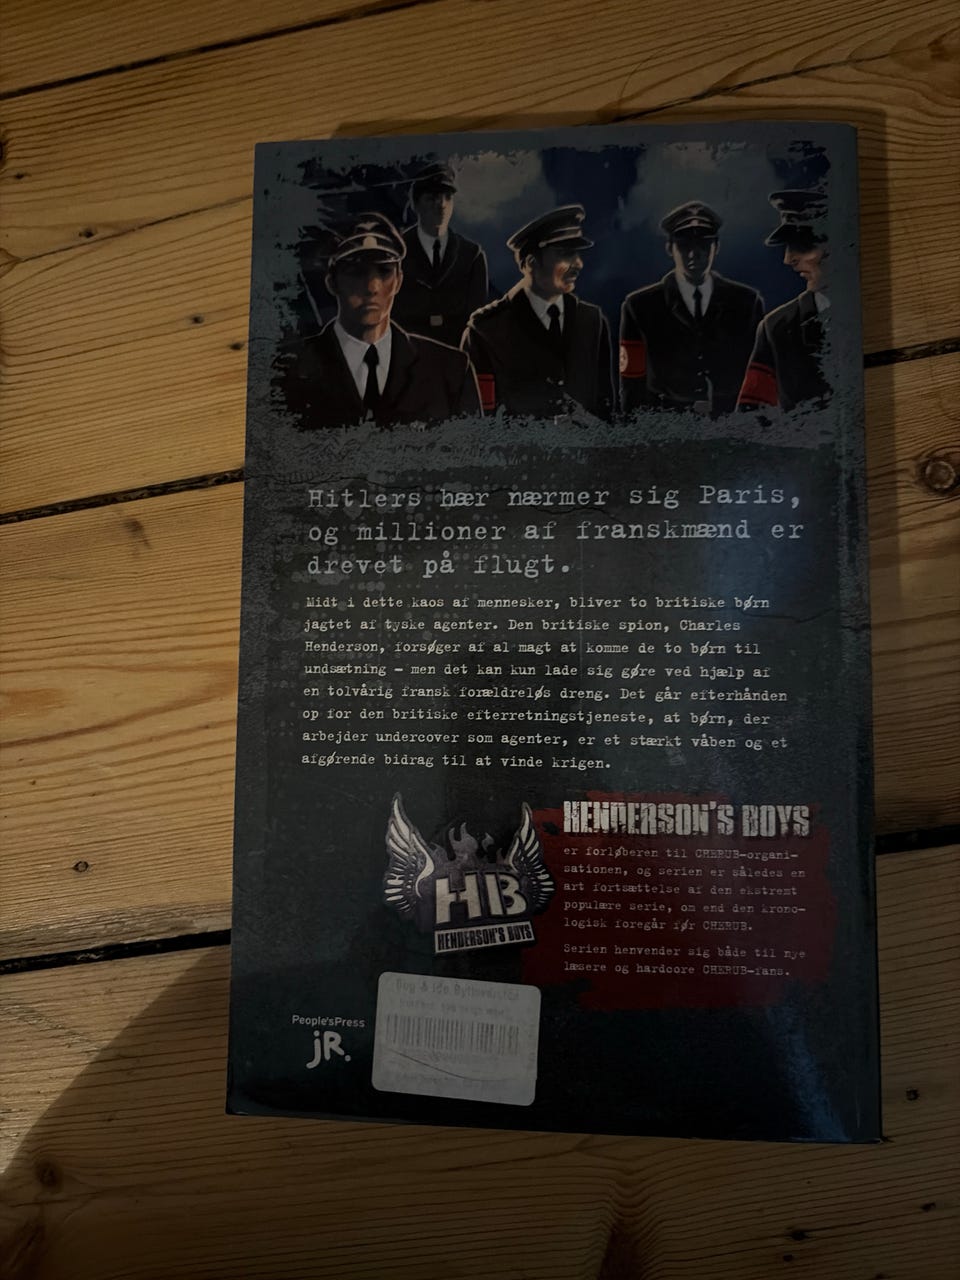 Hitlers hær nærmer sig Paris,
og millioner af franskmænd er
drevet på flugt.
Midt i dette kaos af mennesker, bliver to britiske børn
jagtet af tyske agenter. Den britiske spion, Charles
Henderson, forsøger af al magt at komme de to børn til
undsætning – men det kan kun lade sig gøre ved hjælp af
en tolvårig fransk forældreløs dreng. Det går efterhånden
op for den britiske efterretningstjeneste, at børn, der
arbejder undercover som agenter, er et stærkt våben og et
afgørende bidrag til at vinde krigen.
HENDERSON'S BOYS
er forløberen til CHERUB-organi-
sationen, og serien er således en
art fortsættelse af den ekstremt
populære serie, om end den krono-
logisk foregår før CHERUB.
Serien henvender sig både til nye
læsere og hardcore CHERUB-fans.
HB
HENDERSON'S BOYS
People'sPress
jR.